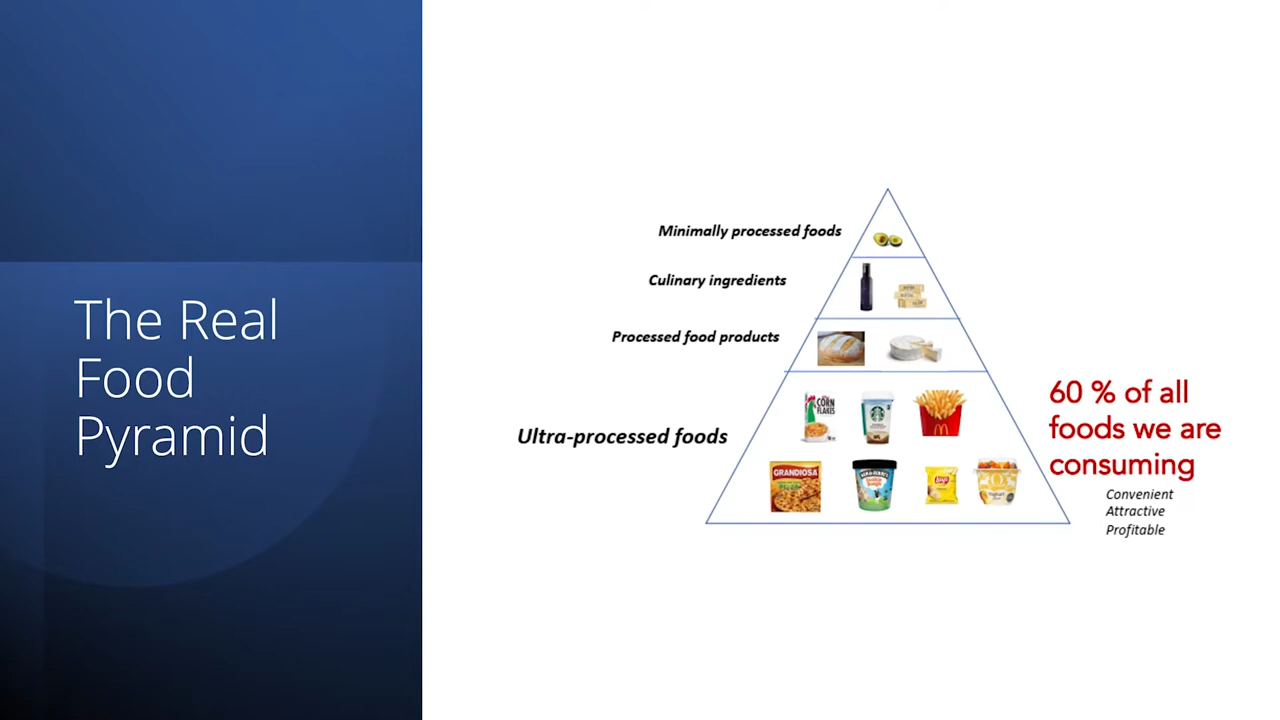 The Real
Food
Pyramid
Minimally processed foods
Culinary ingredients
Processed food products
Ultra-processed foods
CORN
FLAKES
GRANDIOSA
Lay's
60 % of all
foods we are
consuming
Convenient
Attractive
Profitable